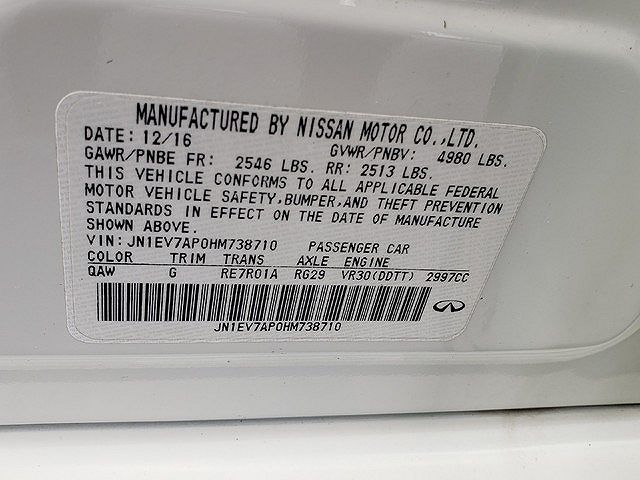 MANUFACTURED BY NISSAN MOTOR CO.,LTD.
DATE: 12/16 GVWR/PNBV: 4980 LBS.
GAWR/PNBE FR: 2546 LBS. RR: 2513 LBS.
THIS VEHICLE CONFORMS TO ALL APPLICABLE FEDERAL
MOTOR VEHICLE SAFETY,BUMPER,AND THEFT PREVENTION
STANDARDS IN EFFECT ON THE DATE OF MANUFACTURE
SHOWN ABOVE.
VIN: JN1EV7AP0HM738710 PASSENGER CAR
COLOR TRIM TRANS AXLE ENGINE
QAW G RE7R01A RG29 VR30(DDTT) 2997CC
JN1EV7AP0HM738710